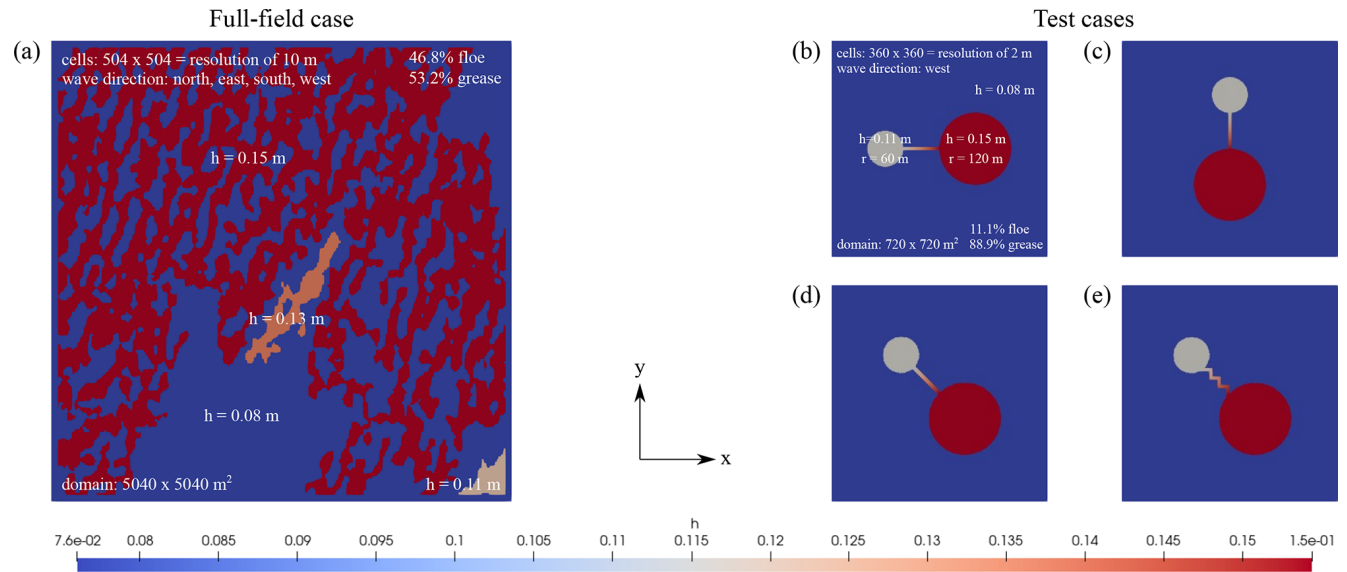 Full-field case
Test cases
(a)
cells: 504 x 504 = resolution of 10 m
46.8% floe
wave direction: north, east, south, west
53.2% grease
h = 0.15 m
h = 0.13 m
h = 0.08 m
domain: 5040 x 5040 m²
h = 0.11 m
(b)
cells: 360 x 360 = resolution of 2 m
wave direction: west
h = 0.08 m
h=0.11 m
h = 0.15 m
r = 60 m
r = 120 m
11.1% floe
domain: 720 x 720 m²
88.9% grease
(c)
(d)
(e)
y
x
h
7.6e-02 0.08 0.085 0.09 0.095 0.1 0.105 0.11 0.115 0.12 0.125 0.13 0.135 0.14 0.145 0.15 1.5e-01